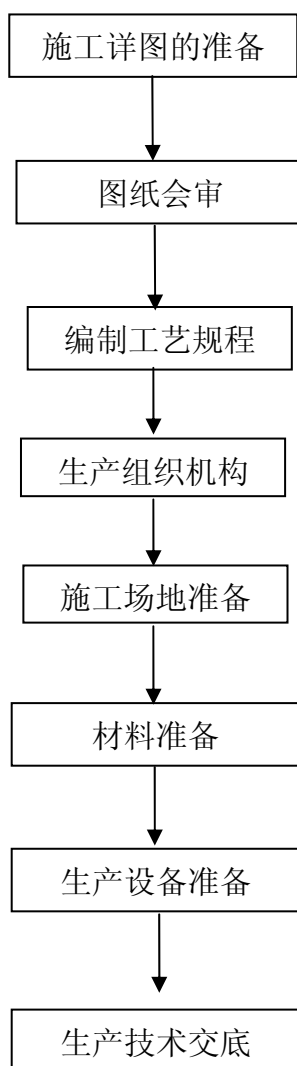 施工详图的准备
图纸会审
编制工艺规程
生产组织机构
施工场地准备
材料准备
生产设备准备
生产技术交底